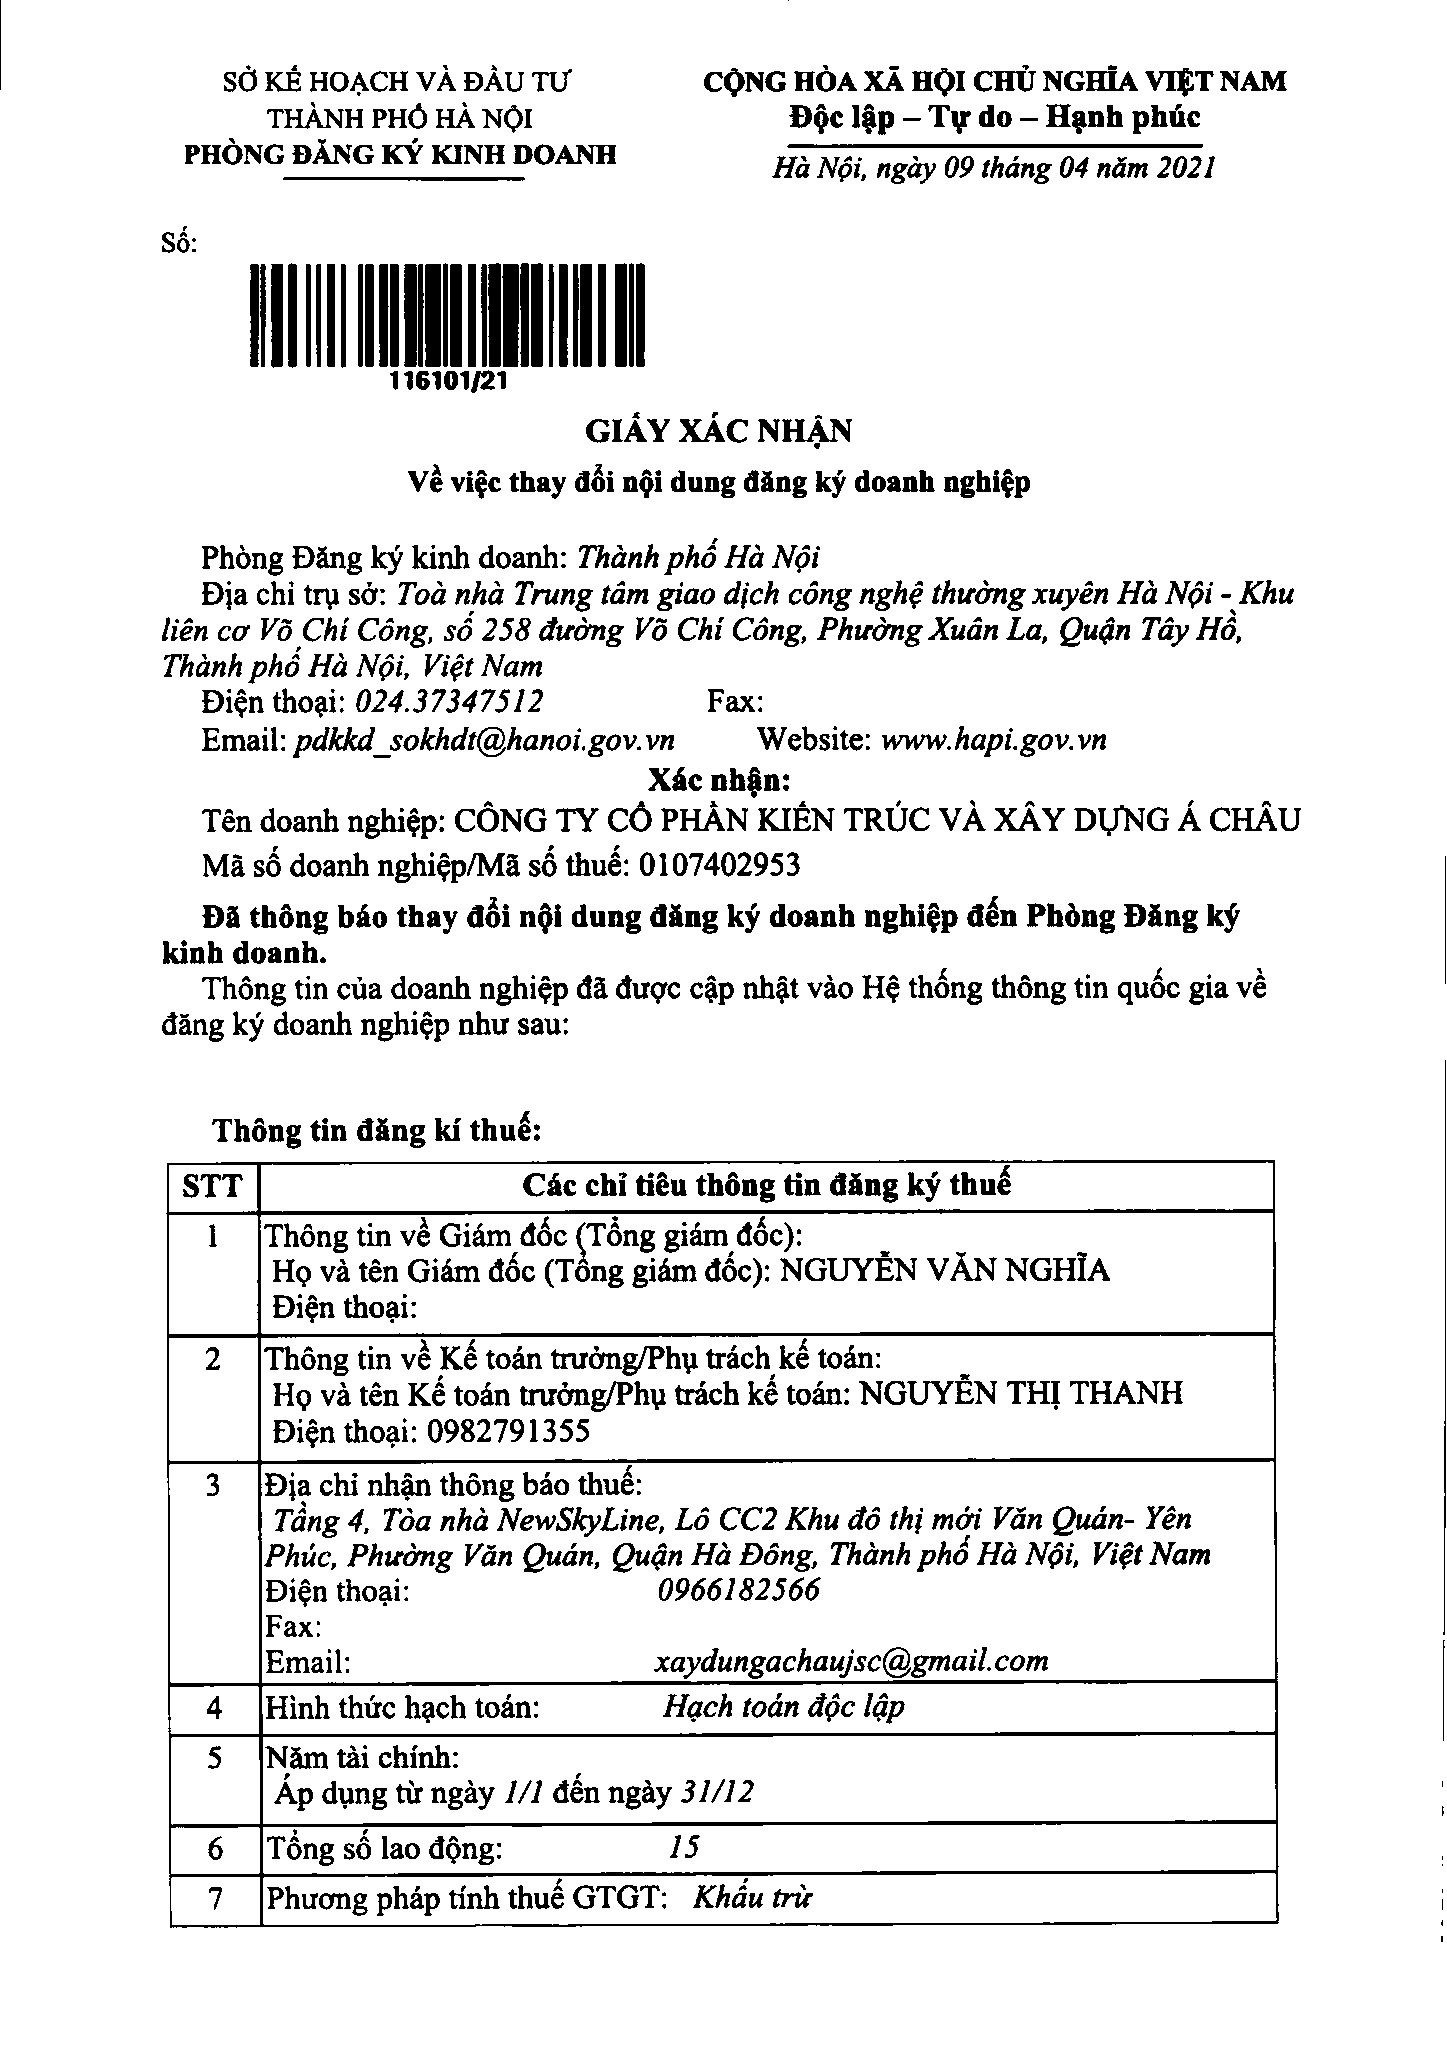 SỞ KẾ HOẠCH VÀ ĐẦU TƯ
THÀNH PHỐ HÀ NỘI
PHÒNG ĐĂNG KÝ KINH DOANH
CỘNG HÒA XÃ HỘI CHỦ NGHĨA VIỆT NAM
Độc lập – Tự do – Hạnh phúc
Hà Nội, ngày 09 tháng 04 năm 2021
Số:
116101/21
GIẤY XÁC NHẬN
Về việc thay đổi nội dung đăng ký doanh nghiệp
Phòng Đăng ký kinh doanh: Thành phố Hà Nội
Địa chỉ trụ sở: Toà nhà Trung tâm giao dịch công nghệ thường xuyên Hà Nội - Khu
liên cơ Võ Chí Công, số 258 đường Võ Chí Công, Phường Xuân La, Quận Tây Hồ,
Thành phố Hà Nội, Việt Nam
Điện thoại: 024.37347512 Fax:
Email: pdkkd_sokhdt@hanoi.gov.vn Website: www.hapi.gov.vn
Xác nhận:
Tên doanh nghiệp: CÔNG TY CỔ PHẦN KIẾN TRÚC VÀ XÂY DỰNG Á CHÂU
Mã số doanh nghiệp/Mã số thuế: 0107402953
Đã thông báo thay đổi nội dung đăng ký doanh nghiệp đến Phòng Đăng ký
kinh doanh.
Thông tin của doanh nghiệp đã được cập nhật vào Hệ thống thông tin quốc gia về
đăng ký doanh nghiệp như sau:
Thông tin đăng kí thuế:
STT Các chỉ tiêu thông tin đăng ký thuế
1 Thông tin về Giám đốc (Tổng giám đốc):
Họ và tên Giám đốc (Tổng giám đốc): NGUYỄN VĂN NGHĨA
Điện thoại:
2 Thông tin về Kế toán trưởng/Phụ trách kế toán:
Họ và tên Kế toán trưởng/Phụ trách kế toán: NGUYỄN THỊ THANH
Điện thoại: 0982791355
3 Địa chỉ nhận thông báo thuế:
Tầng 4, Tòa nhà NewSkyLine, Lô CC2 Khu đô thị mới Văn Quán- Yên
Phúc, Phường Văn Quán, Quận Hà Đông, Thành phố Hà Nội, Việt Nam
Điện thoại: 0966182566
Fax:
Email: xaydungachaujsc@gmail.com
4 Hình thức hạch toán: Hạch toán độc lập
5 Năm tài chính:
Áp dụng từ ngày 1/1 đến ngày 31/12
6 Tổng số lao động: 15
7 Phương pháp tính thuế GTGT: Khấu trừ